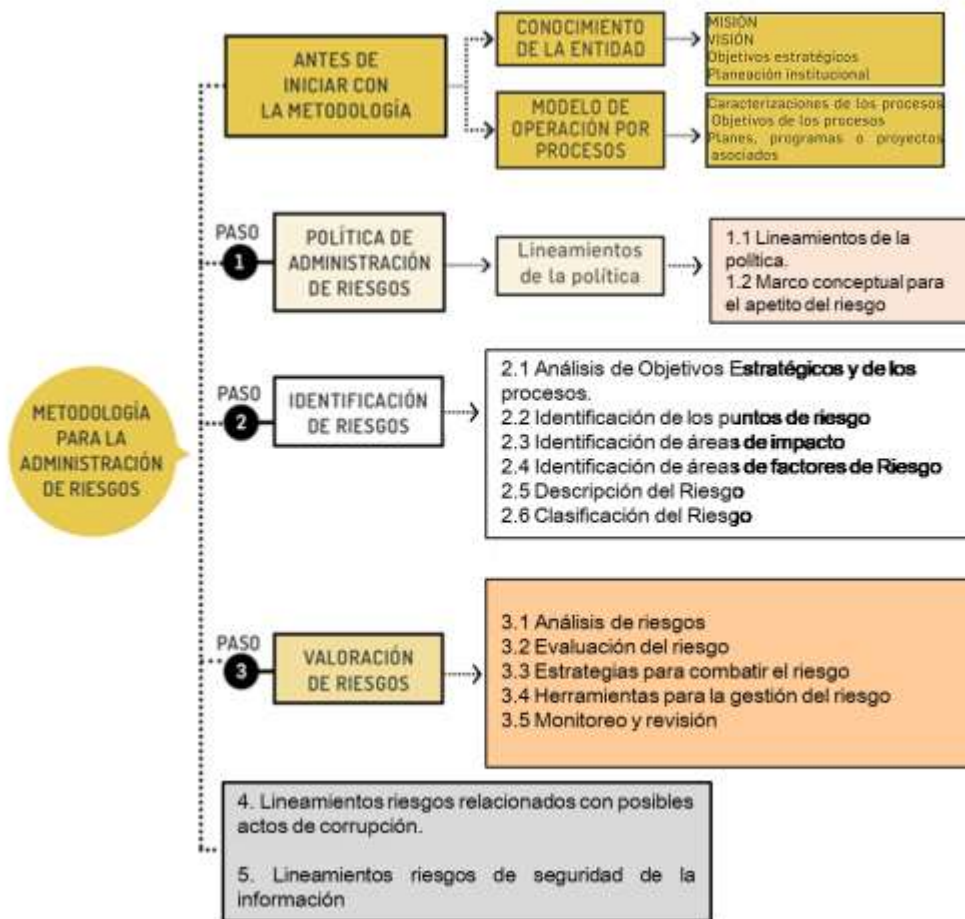 ANTES DE
INICIAR CON
LA METODOLOGÍA
CONOCIMIENTO
DE LA ENTIDAD
MISIÓN
VISIÓN
Objetivos estratégicos
Planeación institucional
MODELO DE
OPERACIÓN POR
PROCESOS
Caracterizaciones de los procesos
Objetivos de los procesos
Planes, programas o proyectos
asociados
PASO
1
POLÍTICA DE
ADMINISTRACIÓN
DE RIESGOS
Lineamientos
de la política
1.1 Lineamientos de la
política.
1.2 Marco conceptual para
el apetito del riesgo
METODOLOGÍA
PARA LA
ADMINISTRACIÓN
DE RIESGOS
PASO
2
IDENTIFICACIÓN
DE RIESGOS
2.1 Análisis de Objetivos Estratégicos y de los
procesos.
2.2 Identificación de los puntos de riesgo
2.3 Identificación de áreas de impacto
2.4 Identificación de áreas de factores de Riesgo
2.5 Descripción del Riesgo
2.6 Clasificación del Riesgo
PASO
3
VALORACIÓN
DE RIESGOS
3.1 Análisis de riesgos
3.2 Evaluación del riesgo
3.3 Estrategias para combatir el riesgo
3.4 Herramientas para la gestión del riesgo
3.5 Monitoreo y revisión
4. Lineamientos riesgos relacionados con posibles
actos de corrupción.
5. Lineamientos riesgos de seguridad de la
información